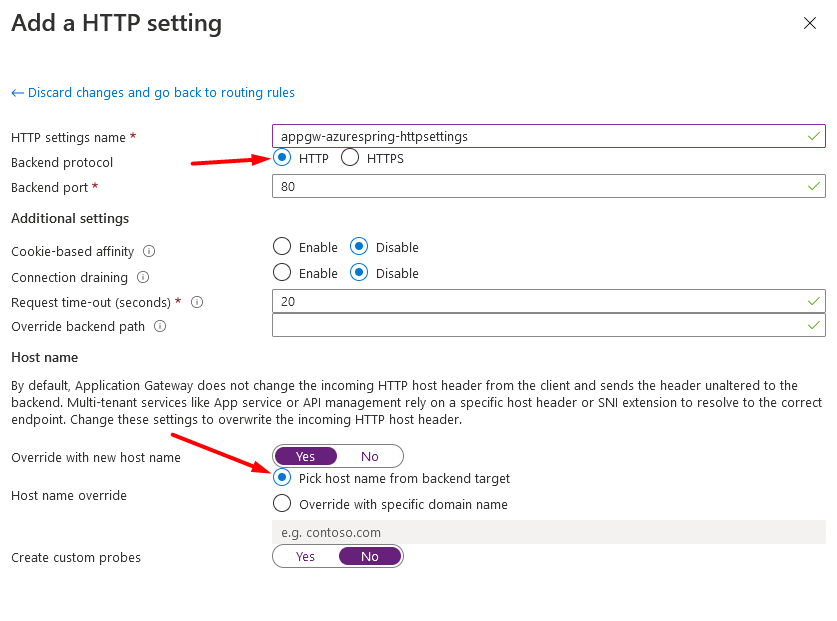 Add a HTTP setting
← Discard changes and go back to routing rules
HTTP settings name *
appgw-azurespring-httpsettings
Backend protocol
HTTP HTTPS
Backend port *
80
Additional settings
Cookie-based affinity
Enable Disable
Connection draining
Enable Disable
Request time-out (seconds) *
20
Override backend path
Host name
By default, Application Gateway does not change the incoming HTTP host header from the client and sends the header unaltered to the
backend. Multi-tenant services like App service or API management rely on a specific host header or SNI extension to resolve to the correct
endpoint. Change these settings to overwrite the incoming HTTP host header.
Override with new host name
Yes No
Host name override
Pick host name from backend target
Override with specific domain name
e.g. contoso.com
Create custom probes
Yes No